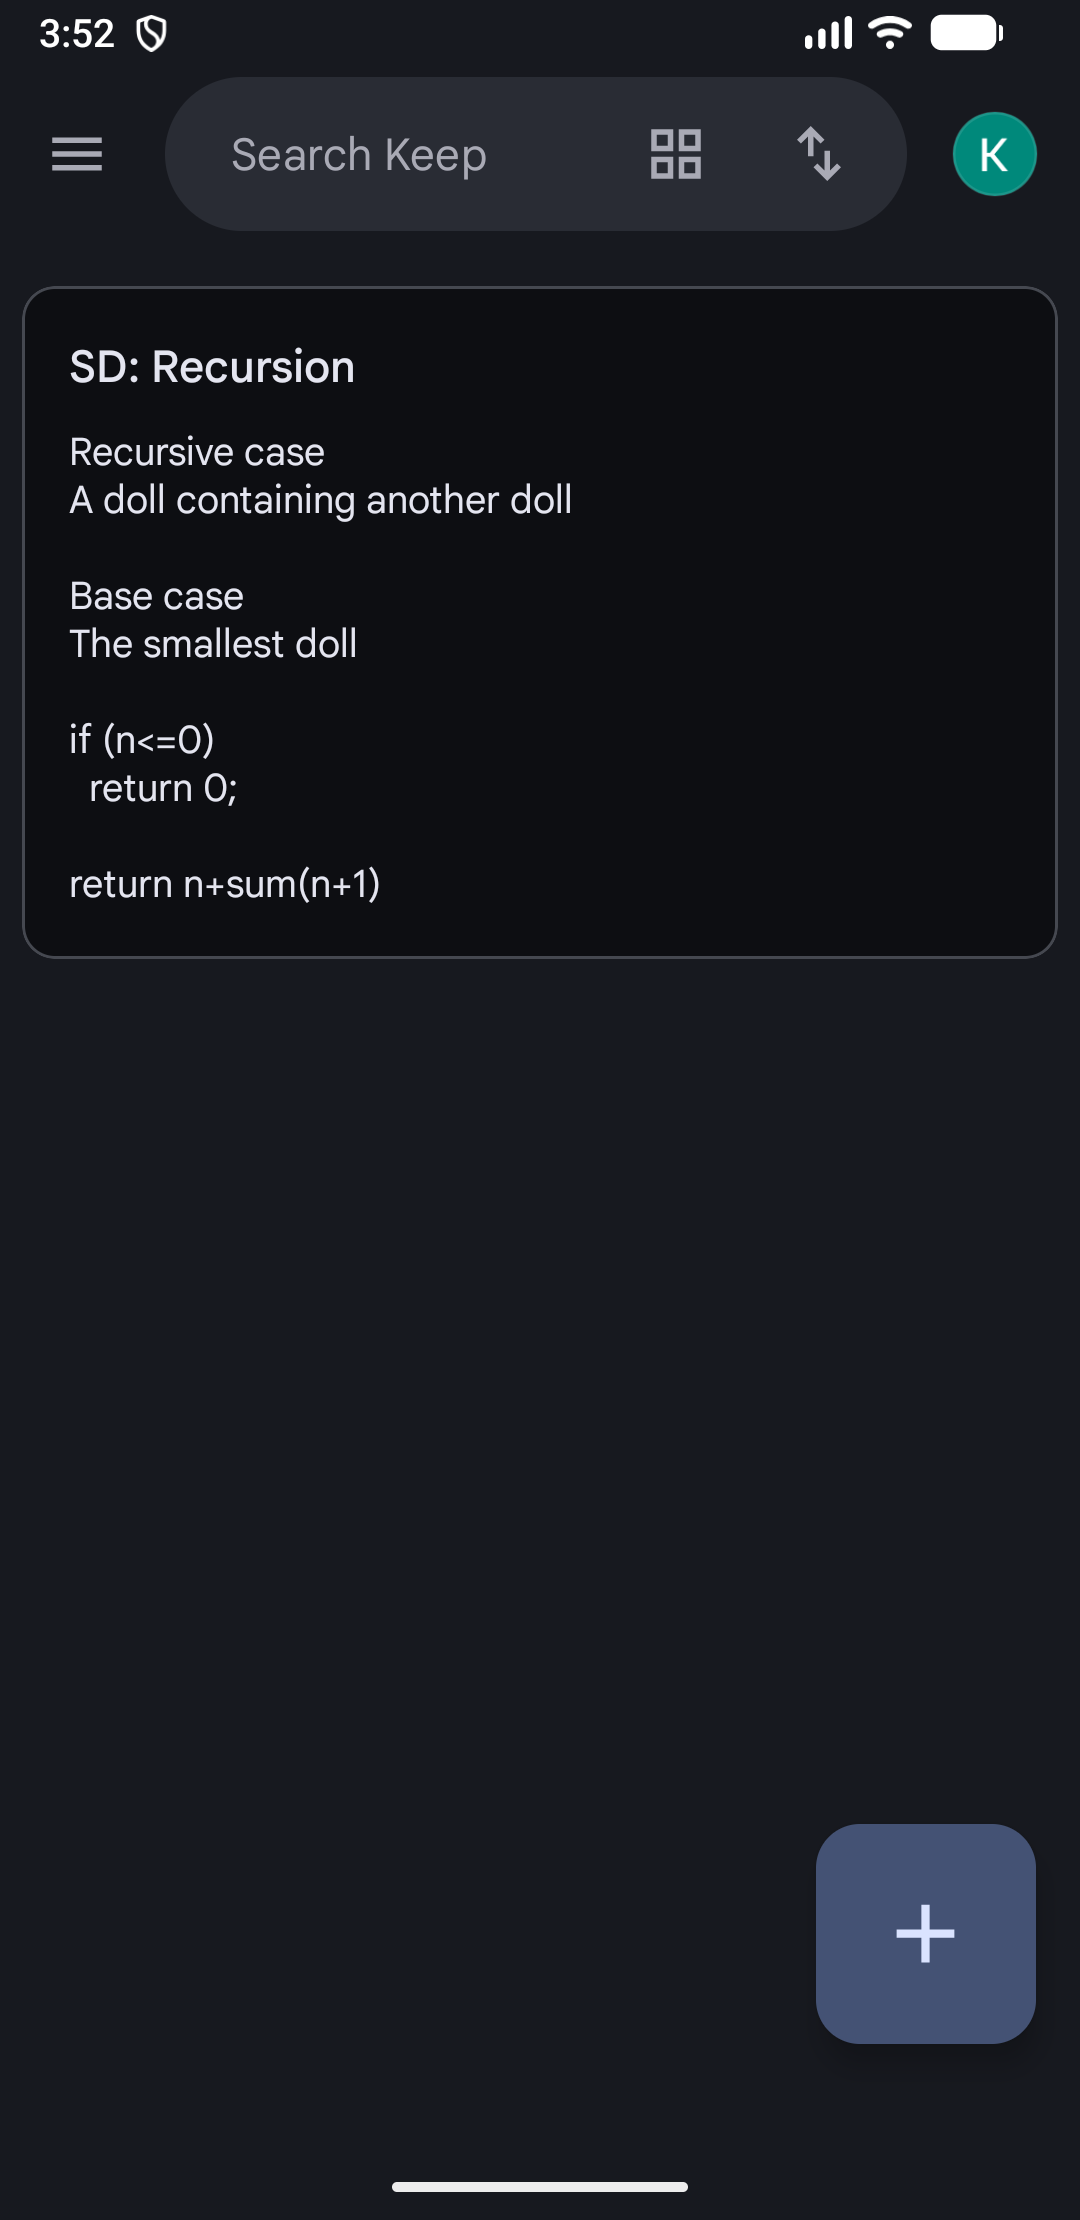 3:52
Search Keep
K
SD: Recursion
Recursive case
A doll containing another doll
Base case
The smallest doll
if (n<=0)
  return 0;
return n+sum(n+1)